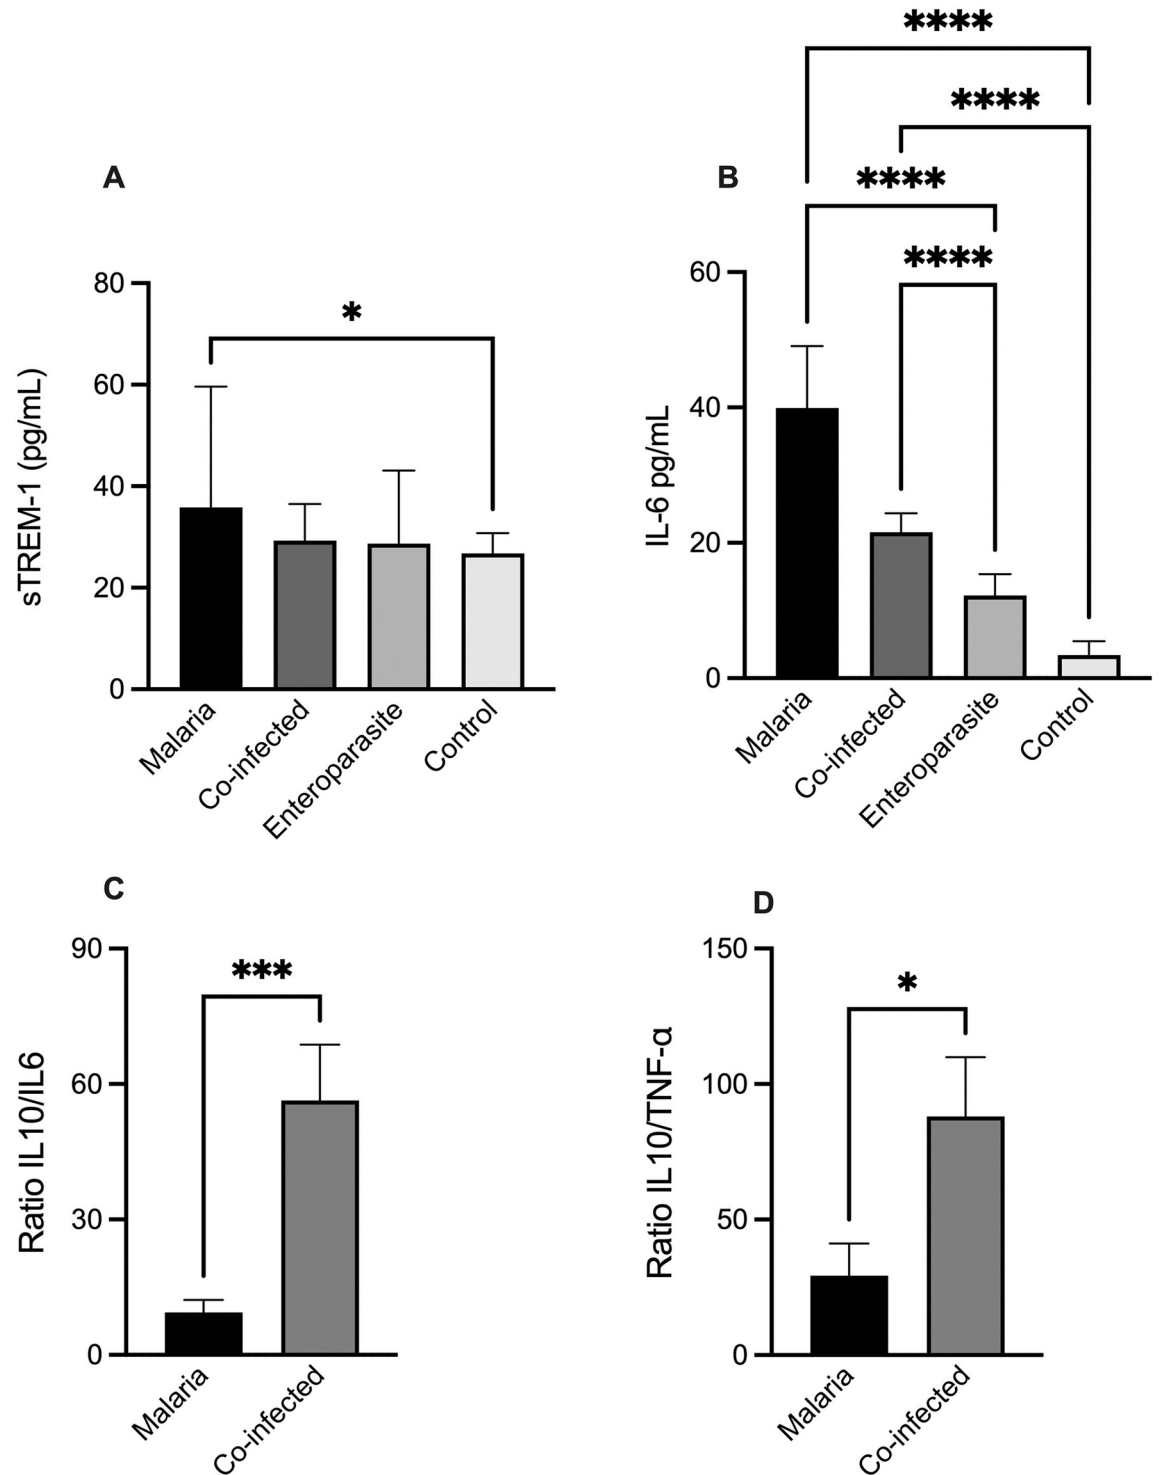 A
sTREM-1 (pg/mL)
80
60
40
20
0
*
Malaria
Co-infected
Enteroparasite
Control
B
IL-6 pg/mL
60
40
20
0
****
****
****
****
Malaria
Co-infected
Enteroparasite
Control
C
Ratio IL10/IL6
90
60
30
0
***
Malaria
Co-infected
D
Ratio IL10/TNF-α
150
100
50
0
*
Malaria
Co-infected